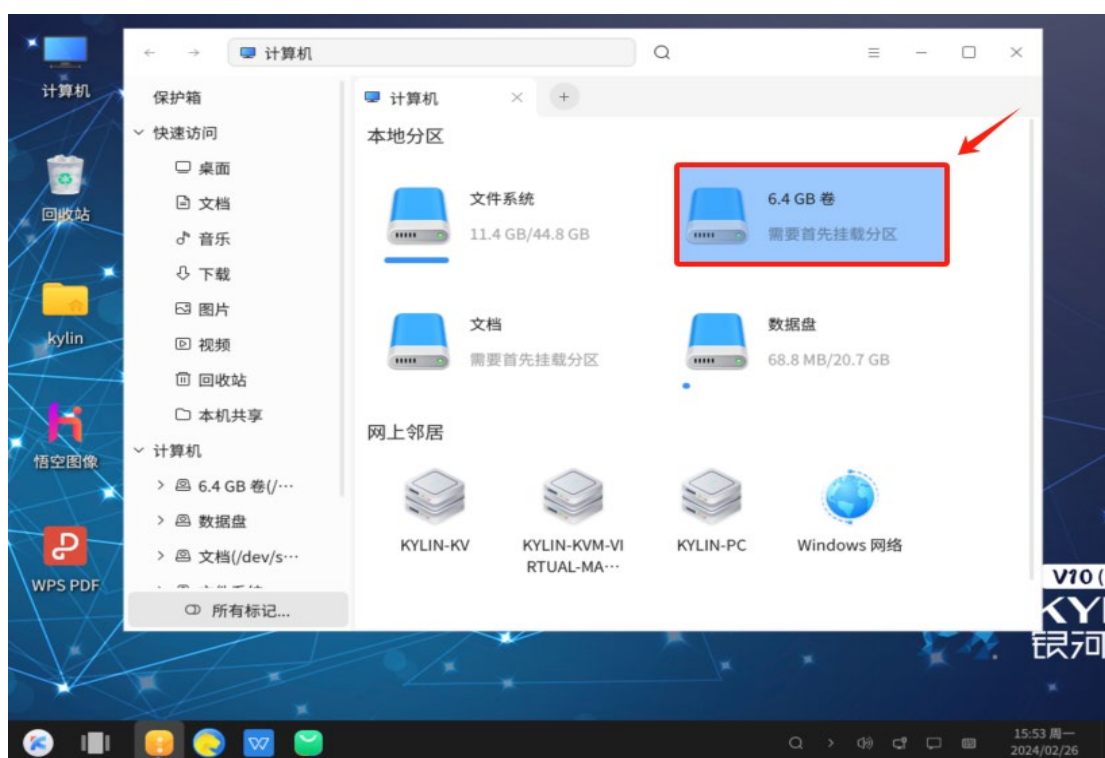 计算机
回收站
kylin
悟空图像
WPS PDF
计算机
保护箱
快速访问
桌面
文档
音乐
下载
图片
视频
回收站
本机共享
计算机
6.4 GB 卷(/…
数据盘
文档(/dev/s…
所有标记...
计算机
本地分区
文件系统
11.4 GB/44.8 GB
6.4 GB 卷
需要首先挂载分区
文档
需要首先挂载分区
数据盘
68.8 MB/20.7 GB
网上邻居
KYLIN-KV
KYLIN-KVM-VI
RTUAL-MA…
KYLIN-PC
Windows 网络
V10 (
KY
银河
15:53 周一
2024/02/26